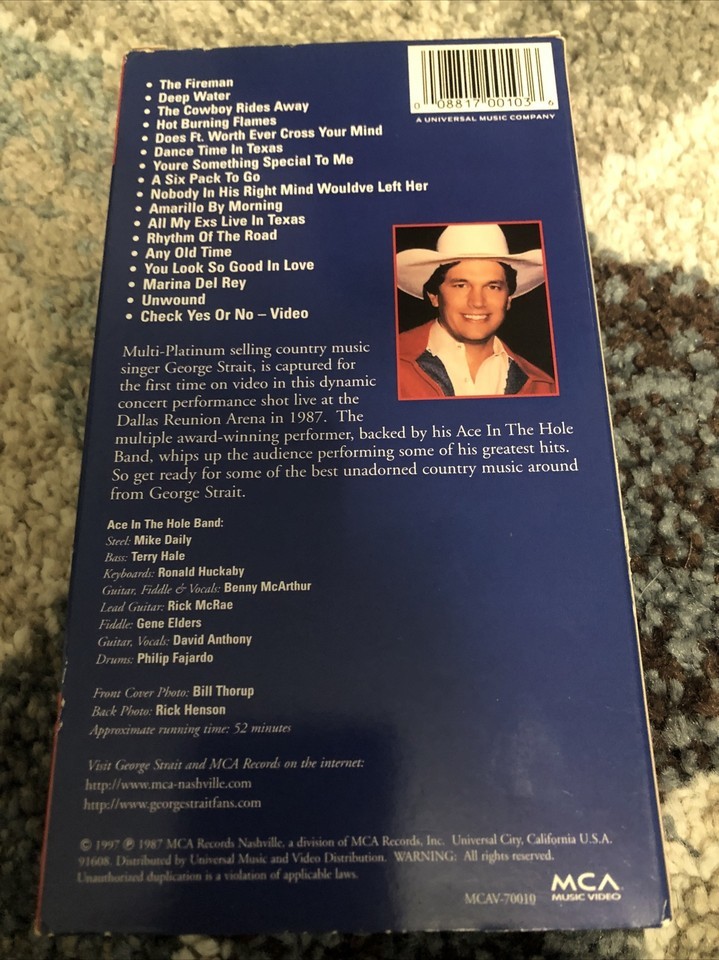 • The Fireman
• Deep Water
• The Cowboy Rides Away
• Hot Burning Flames
• Does Ft. Worth Ever Cross Your Mind
• Dance Time In Texas
• Youre Something Special To Me
• A Six Pack To Go
• Nobody In His Right Mind Wouldve Left Her
• Amarillo By Morning
• All My Exs Live In Texas
• Rhythm Of The Road
• Any Old Time
• You Look So Good In Love
• Marina Del Rey
• Unwound
• Check Yes Or No – Video
0 08817 00103 6
A UNIVERSAL MUSIC COMPANY
Multi-Platinum selling country music
singer George Strait, is captured for
the first time on video in this dynamic
concert performance shot live at the
Dallas Reunion Arena in 1987. The
multiple award-winning performer, backed by his Ace In The Hole
Band, whips up the audience performing some of his greatest hits.
So get ready for some of the best unadorned country music around
from George Strait.
Ace In The Hole Band:
Steel: Mike Daily
Bass: Terry Hale
Keyboards: Ronald Huckaby
Guitar, Fiddle & Vocals: Benny McArthur
Lead Guitar: Rick McRae
Fiddle: Gene Elders
Guitar, Vocals: David Anthony
Drums: Philip Fajardo
Front Cover Photo: Bill Thorup
Back Photo: Rick Henson
Approximate running time: 52 minutes
Visit George Strait and MCA Records on the internet:
http://www.mca-nashville.com
http://www.georgestraitfans.com
© 1997 ℗ 1987 MCA Records Nashville, a division of MCA Records, Inc. Universal City, California U.S.A.
91608. Distributed by Universal Music and Video Distribution. WARNING: All rights reserved.
Unauthorized duplication is a violation of applicable laws.
MCAV-70010
MCA
MUSIC VIDEO